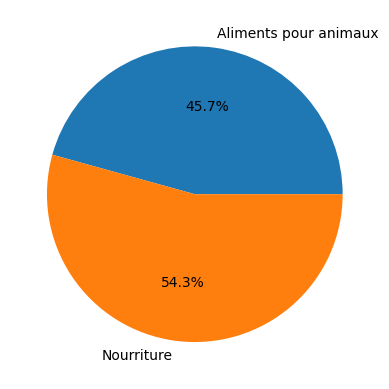 Aliments pour animaux
45.7%
54.3%
Nourriture